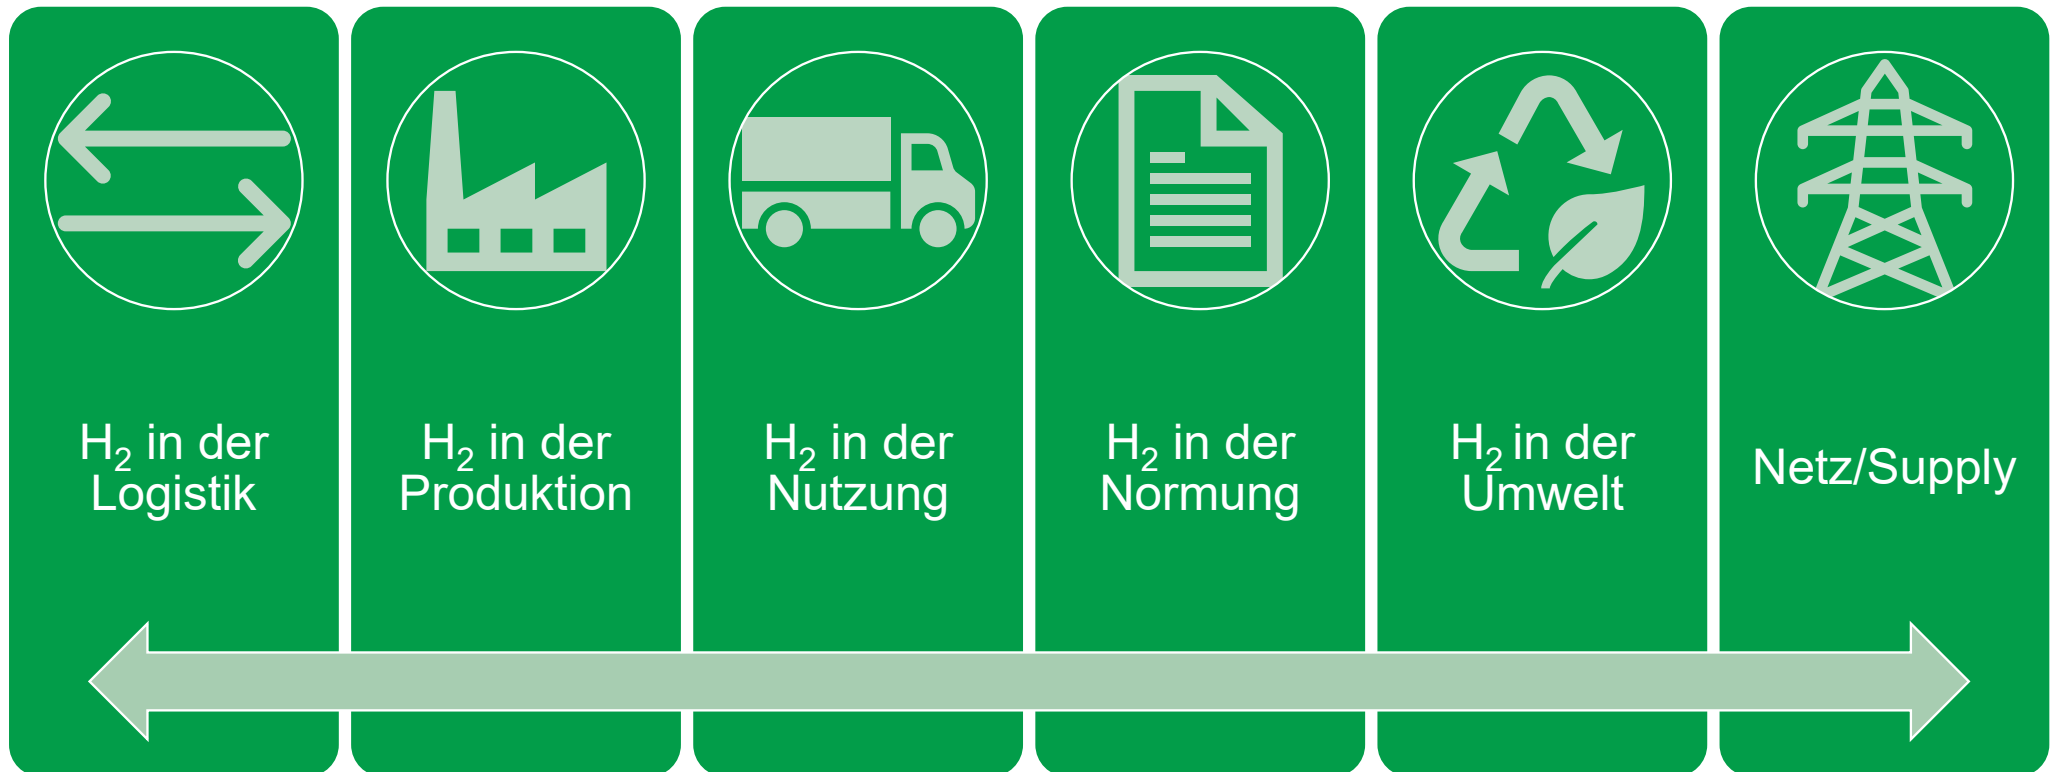 H₂ in der
Logistik
H₂ in der
Produktion
H₂ in der
Nutzung
H₂ in der
Normung
H₂ in der
Umwelt
Netz/Supply